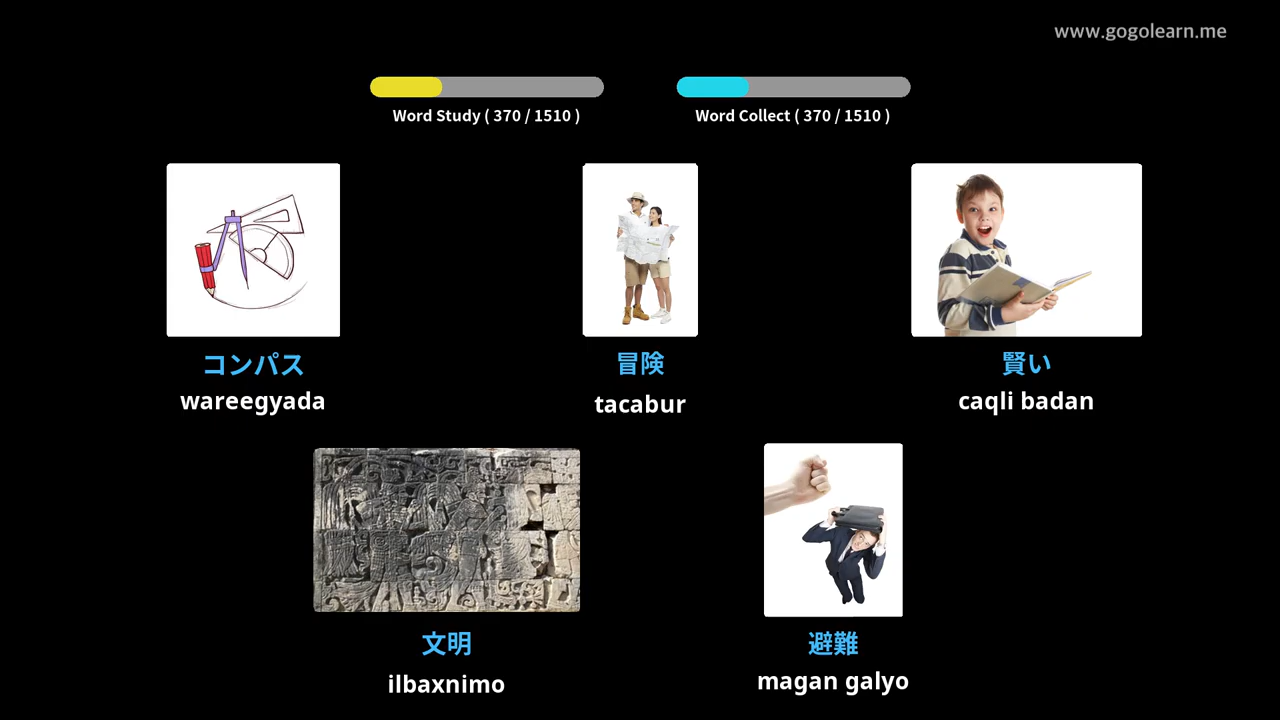 www.gogolearn.me
Word Study ( 370 / 1510 )
Word Collect ( 370 / 1510 )
コンパス
wareegyada
冒険
tacabur
賢い
caqli badan
文明
ilbaxnimo
避難
magan galyo